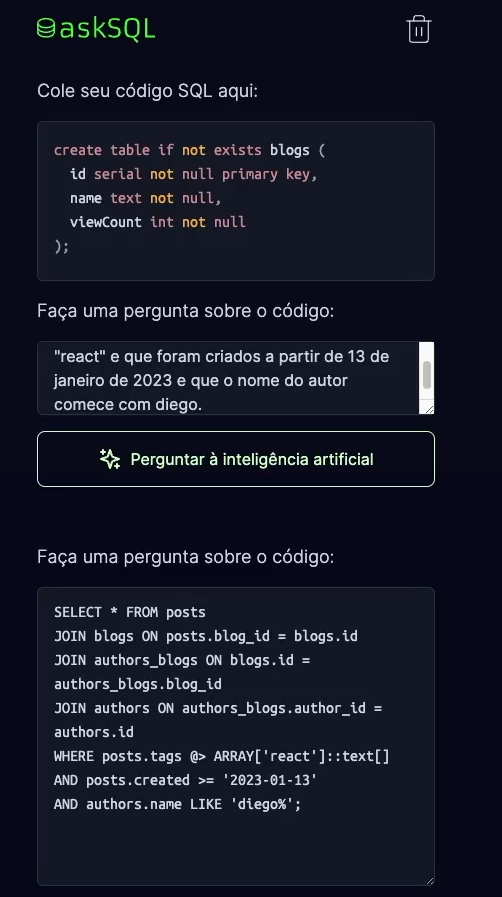 askSQL
Cole seu código SQL aqui:
create table if not exists blogs (
id serial not null primary key,
name text not null,
viewCount int not null
);
Faça uma pergunta sobre o código:
"react" e que foram criados a partir de 13 de
janeiro de 2023 e que o nome do autor
comece com diego.
Perguntar à inteligência artificial
Faça uma pergunta sobre o código:
SELECT * FROM posts
JOIN blogs ON posts.blog_id = blogs.id
JOIN authors_blogs ON blogs.id =
authors_blogs.blog_id
JOIN authors ON authors_blogs.author_id =
authors.id
WHERE posts.tags @> ARRAY['react']::text[]
AND posts.created >= '2023-01-13'
AND authors.name LIKE 'diego%';